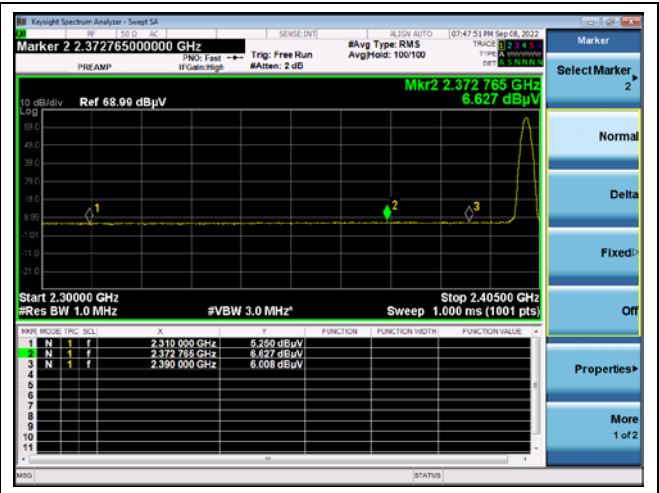 Keysight Spectrum Analyzer - Swept SA
RF 50 Ω AC SENSE:INT ALIGN AUTO 07:47:51 PM Sep 08, 2022
Marker 2 2.372765000000 GHz
PREAMP
PNO: Fast
IFGain:High
Trig: Free Run
#Atten: 2 dB
#Avg Type: RMS
Avg|Hold: 100/100
TRACE 1 2 3 4 5 6
TYPE A WWWWW
DET A S N N N N
Mkr2 2.372 765 GHz
6.627 dBµV
10 dB/div Ref 68.99 dBµV
Log
59.0
49.0
39.0
29.0
19.0
8.99
-1.01
-11.0
-21.0
1
2
3
Start 2.30000 GHz Stop 2.40500 GHz
#Res BW 1.0 MHz #VBW 3.0 MHz* Sweep 1.000 ms (1001 pts)
MKR MODE TRC SCL X Y FUNCTION FUNCTION WIDTH FUNCTION VALUE
1 N 1 f 2.310 000 GHz 5.250 dBµV
2 N 1 f 2.372 765 GHz 6.627 dBµV
3 N 1 f 2.390 000 GHz 6.008 dBµV
4
5
6
7
8
9
10
11
MSG STATUS
Marker
Select Marker
2
Normal
Delta
Fixed
Off
Properties
More
1 of 2